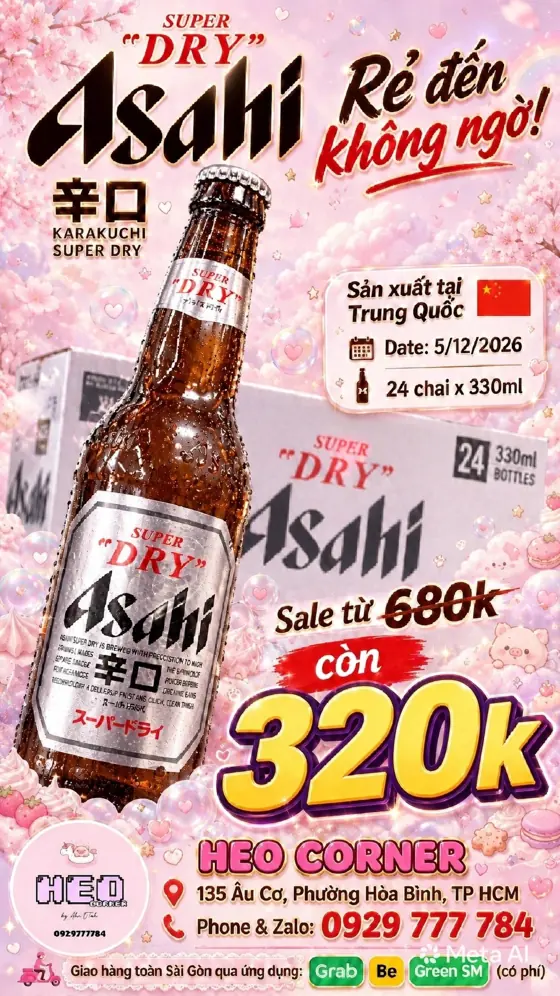 SUPER
"DRY"
Asahi
辛口
KARAKUCHI
SUPER DRY
Rẻ đến
không ngờ!
SUPER
"DRY"
Sản xuất tại
Trung Quốc
Date: 5/12/2026
24 chai x 330ml
SUPER
"DRY"
Asahi
24
330ml
BOTTLES
SUPER
"DRY"
Asahi
辛口
スーパードライ
Sale từ 680k
còn
320k
HEO
CORNER
0929777784
HEO CORNER
135 Âu Cơ, Phường Hòa Bình, TP HCM
Phone & Zalo: 0929 777 784
Meta AI
Giao hàng toàn Sài Gòn qua ứng dụng: Grab Be Green SM (có phí)